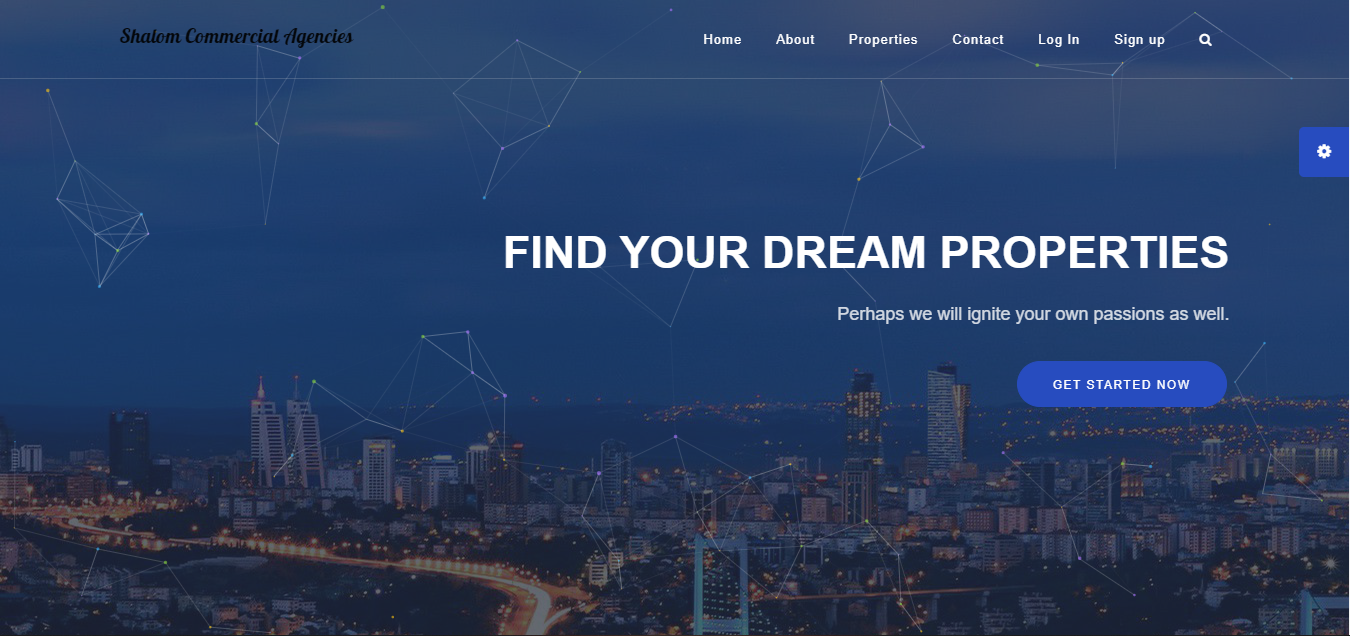 Shalom Commercial Agencies
Home About Properties Contact Log In Sign up
FIND YOUR DREAM PROPERTIES
Perhaps we will ignite your own passions as well.
GET STARTED NOW